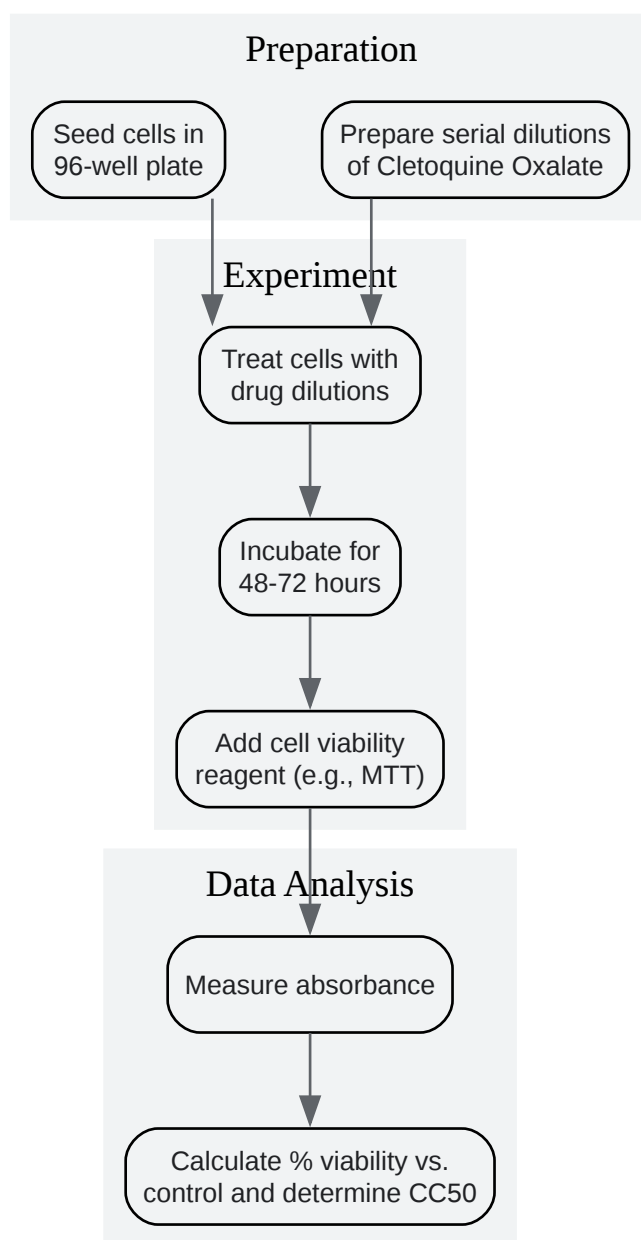 Preparation
Seed cells in
96-well plate
Prepare serial dilutions
of Cletoquine Oxalate
Experiment
Treat cells with
drug dilutions
Incubate for
48-72 hours
Add cell viability
reagent (e.g., MTT)
Data Analysis
Measure absorbance
Calculate % viability vs.
control and determine CC50